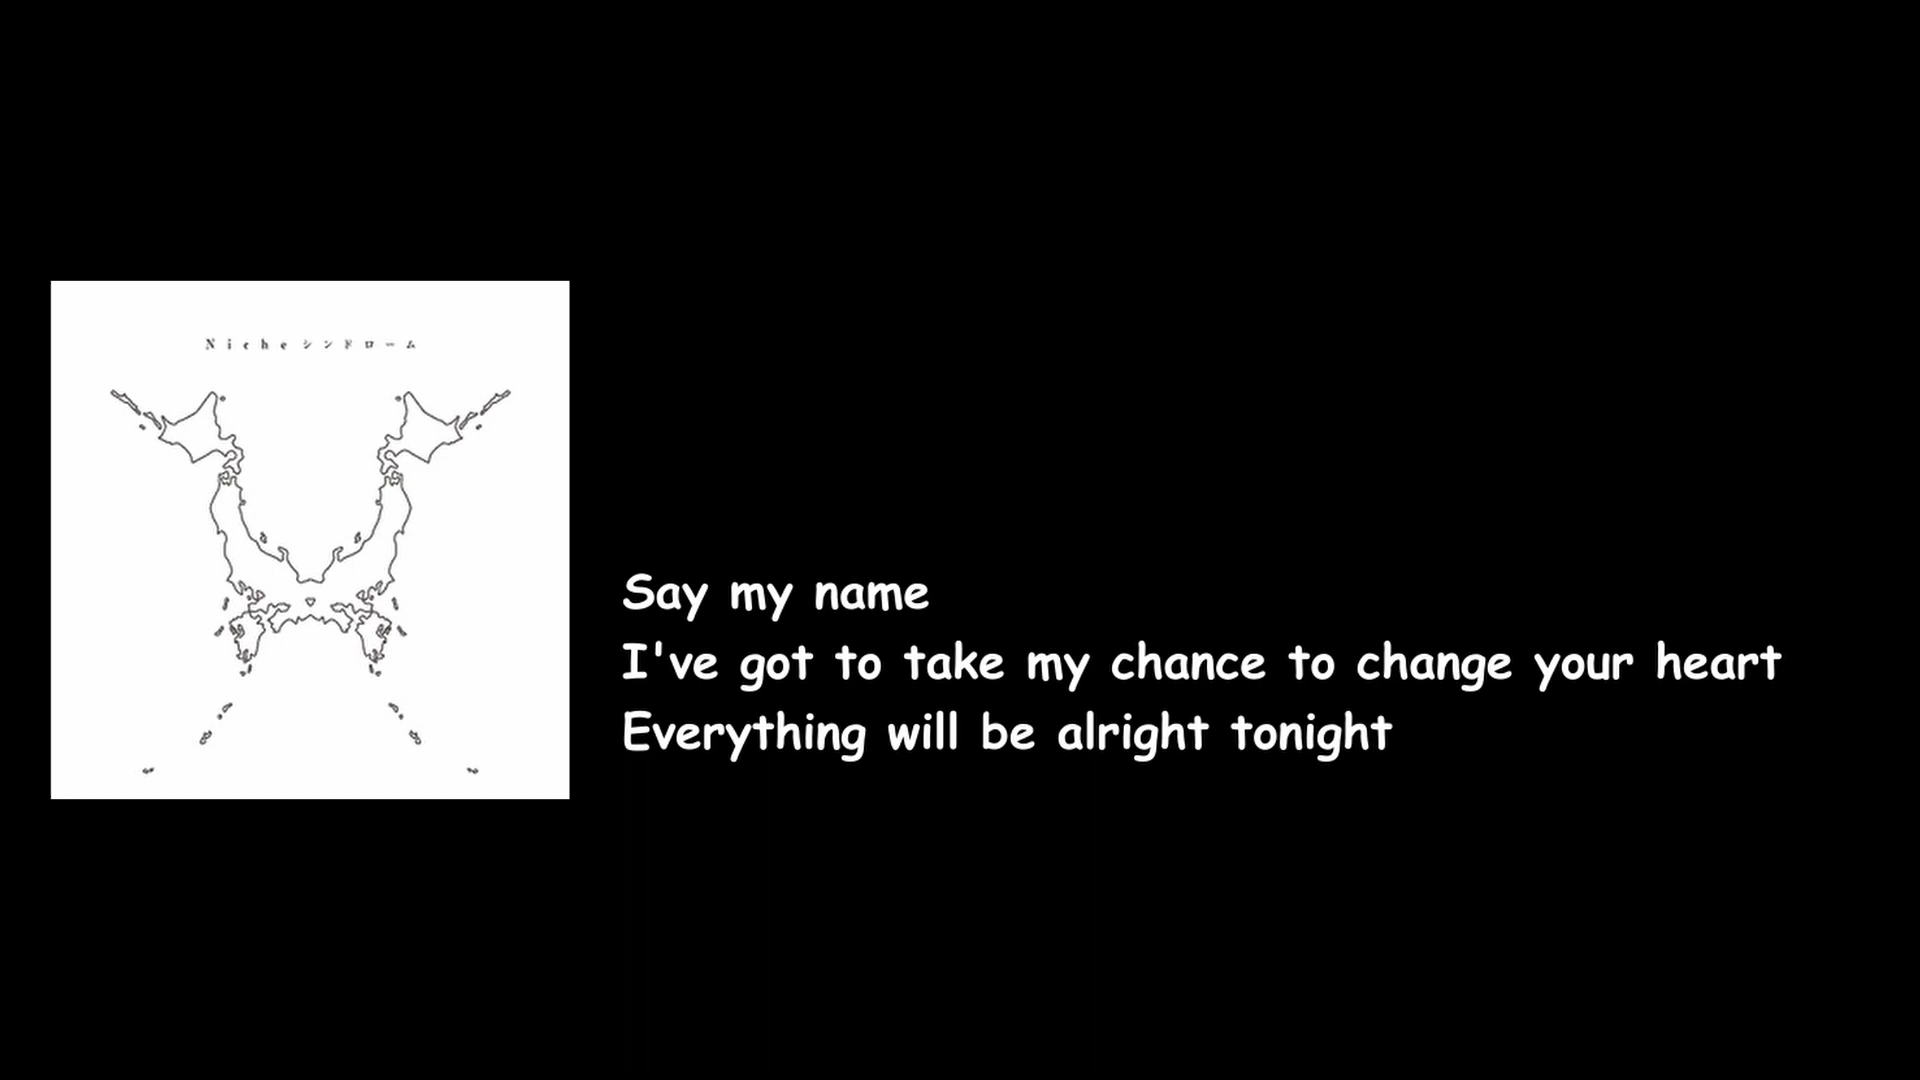 Niche シンドローム
Say my name
I've got to take my chance to change your heart
Everything will be alright tonight